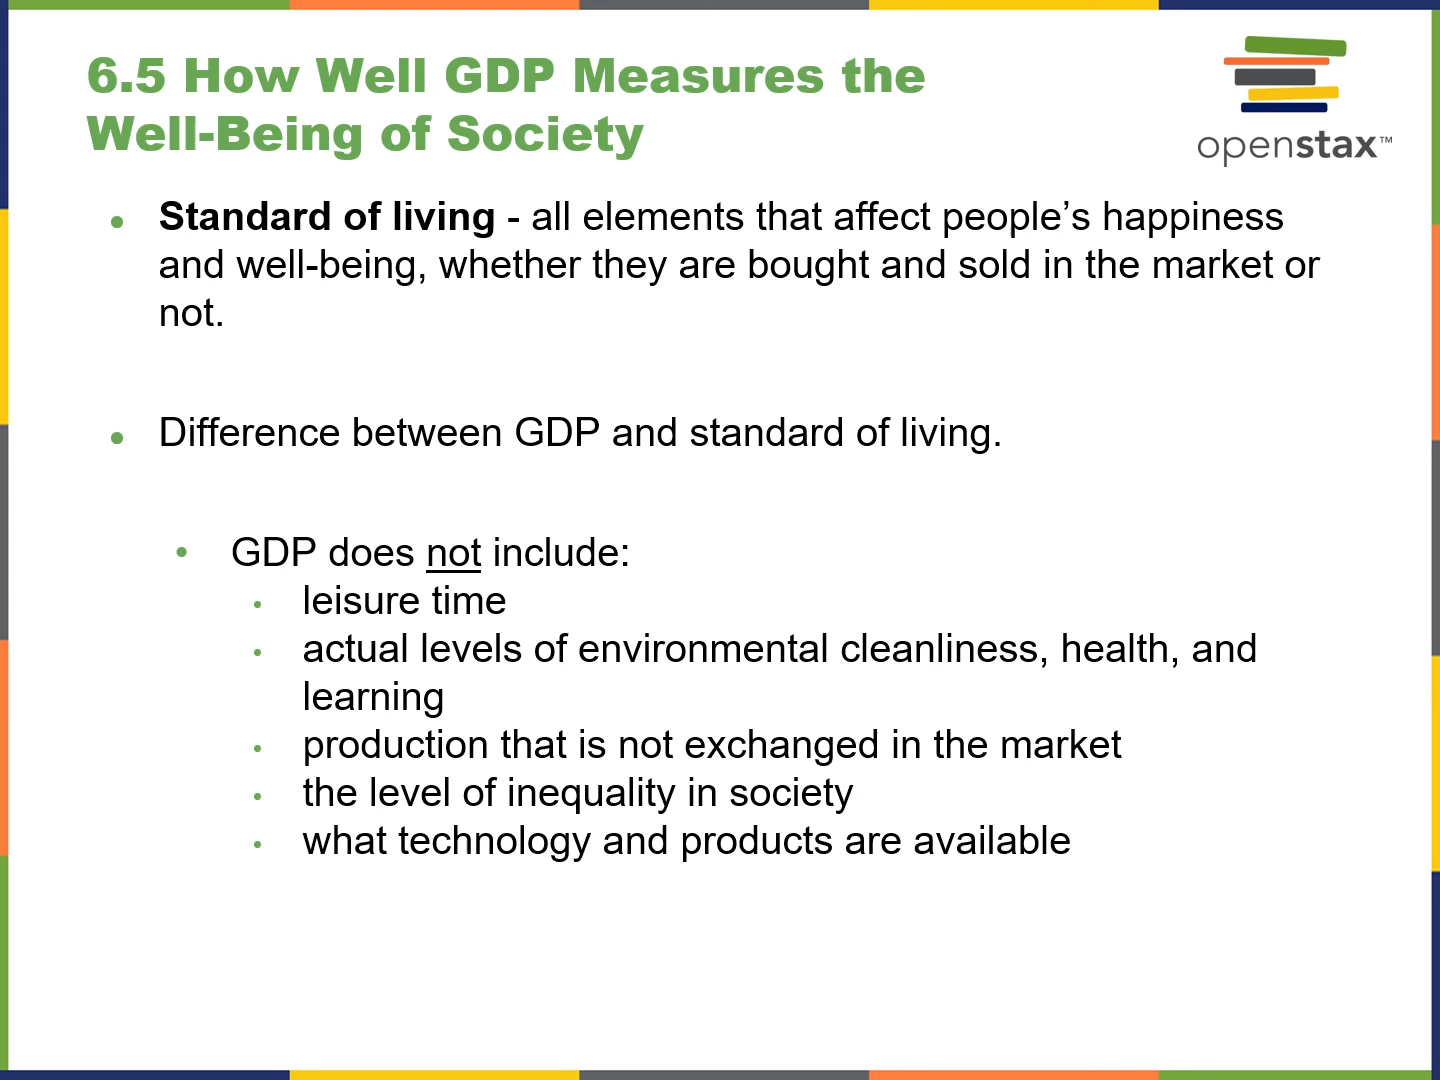 6.5 How Well GDP Measures the
Well-Being of Society
openstax™
● Standard of living - all elements that affect people’s happiness
and well-being, whether they are bought and sold in the market or
not.
● Difference between GDP and standard of living.
• GDP does not include:
• leisure time
• actual levels of environmental cleanliness, health, and
learning
• production that is not exchanged in the market
• the level of inequality in society
• what technology and products are available